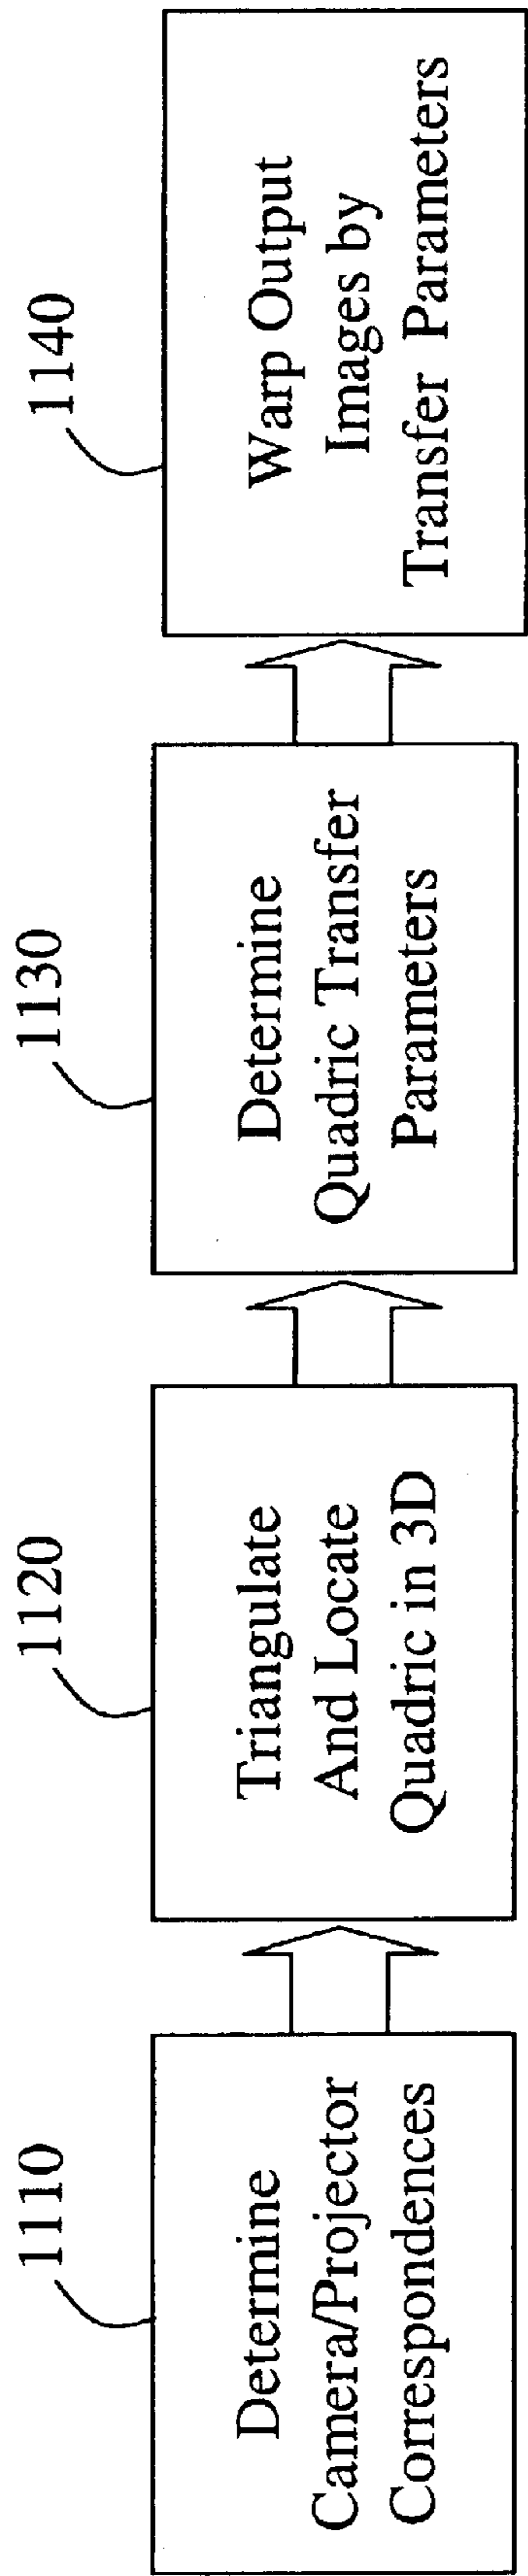 1110
Determine
Camera/Projector
Correspondences
1120
Triangulate
And Locate
Quadric in 3D
1130
Determine
Quadric Transfer
Parameters
1140
Warp Output
Images by
Transfer Parameters